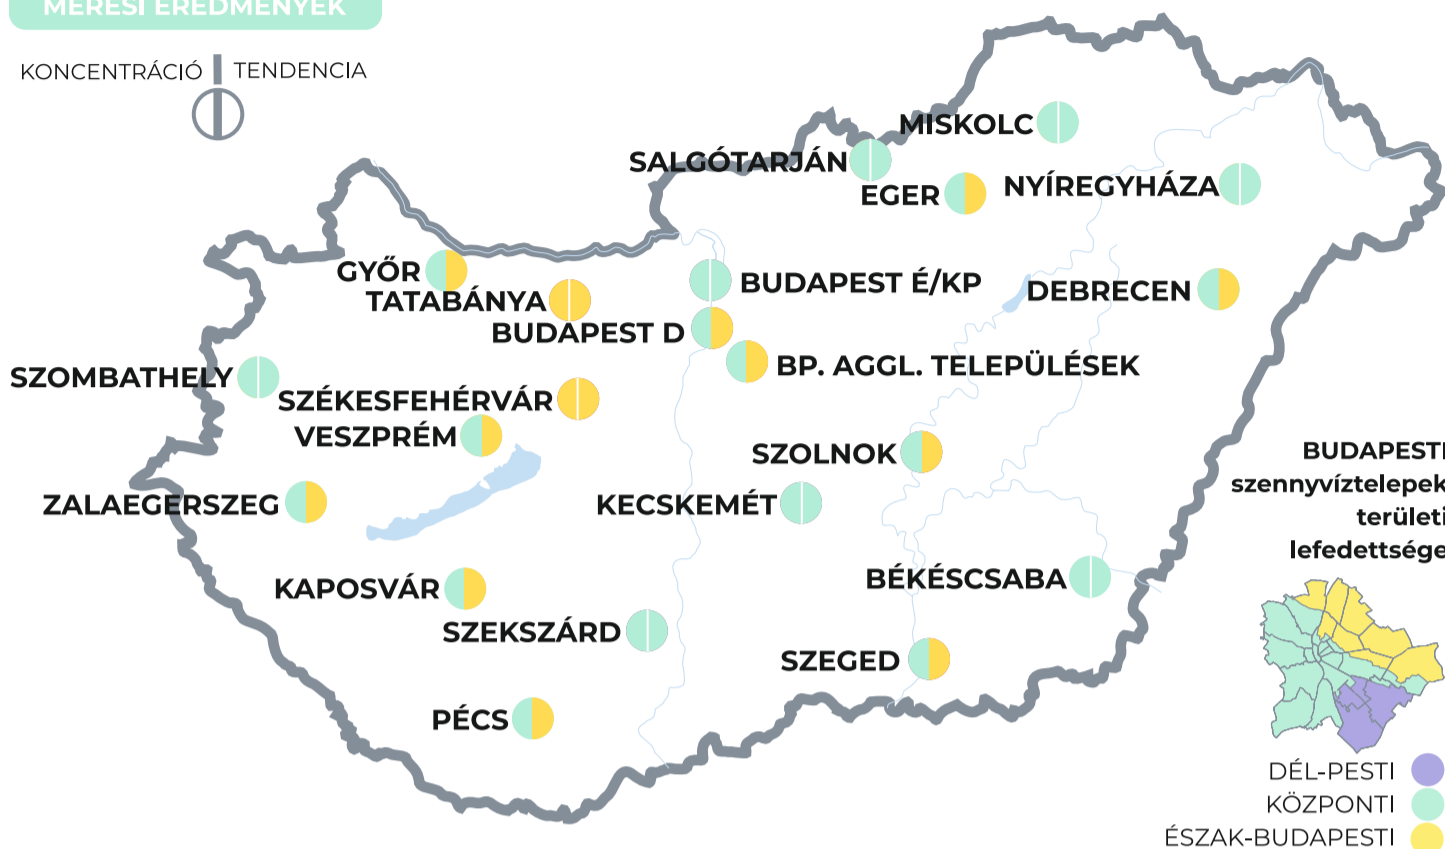 MÉRÉSI EREDMÉNYEK
KONCENTRÁCIÓ TENDENCIA
MISKOLC
SALGÓTARJÁN
EGER
NYÍREGYHÁZA
GYŐR
TATABÁNYA
BUDAPEST É/KP
DEBRECEN
BUDAPEST D
BP. AGGL. TELEPÜLÉSEK
SZOMBATHELY
SZÉKESFEHÉRVÁR
VESZPRÉM
SZOLNOK
ZALAEGERSZEG
KECSKEMÉT
BÉKÉSCSABA
KAPOSVÁR
SZEKSZÁRD
SZEGED
PÉCS
BUDAPESTI
szennyvíztelepek
területi
lefedettsége
DÉL-PESTI
KÖZPONTI
ÉSZAK-BUDAPESTI